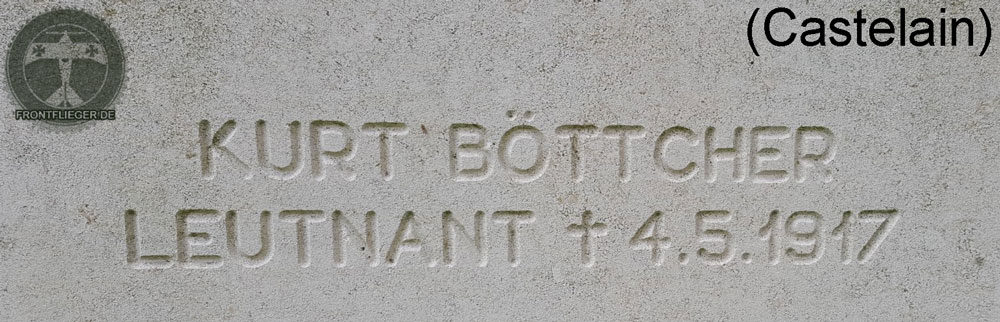 (Castelain)
FRONTFLIEGER.DE
KURT BÖTTCHER
LEUTNANT † 4.5.1917